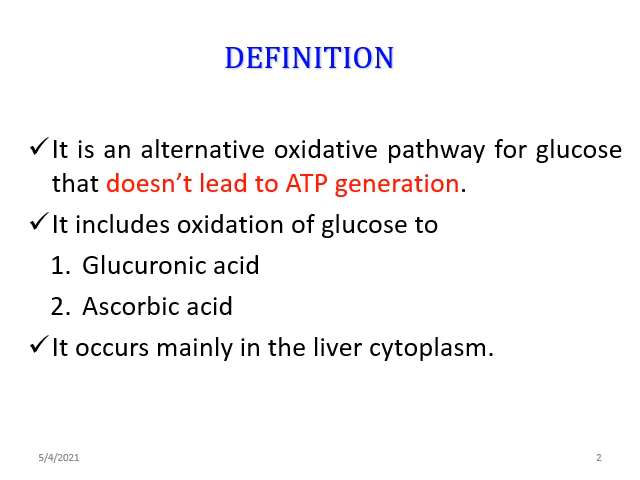 DEFINITION
✓It is an alternative oxidative pathway for glucose
that doesn’t lead to ATP generation.
✓It includes oxidation of glucose to
1. Glucuronic acid
2. Ascorbic acid
✓It occurs mainly in the liver cytoplasm.
5/4/2021 2